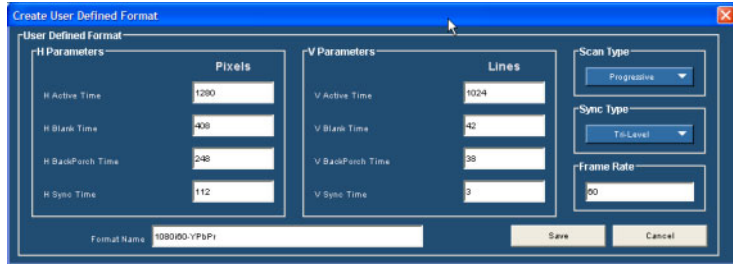 Create User Defined Format
User Defined Format
H Parameters
Pixels
H Active Time 1280
H Blank Time 408
H BackPorch Time 248
H Sync Time 112
V Parameters
Lines
V Active Time 1024
V Blank Time 42
V BackPorch Time 38
V Sync Time 3
Scan Type
Progressive
Sync Type
Tri-Level
Frame Rate
60
Format Name 1080i60-YPbPr
Save Cancel